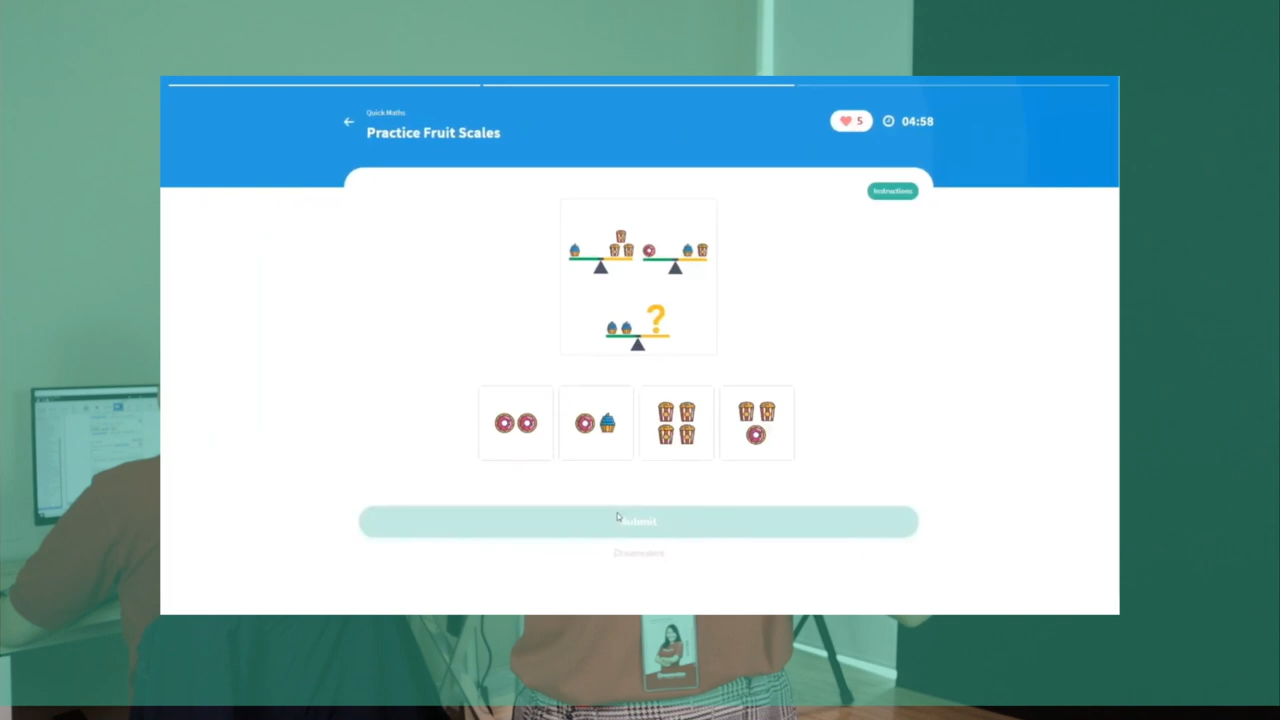 Quick Maths
Practice Fruit Scales
5
04:58
Instructions
?
Submit